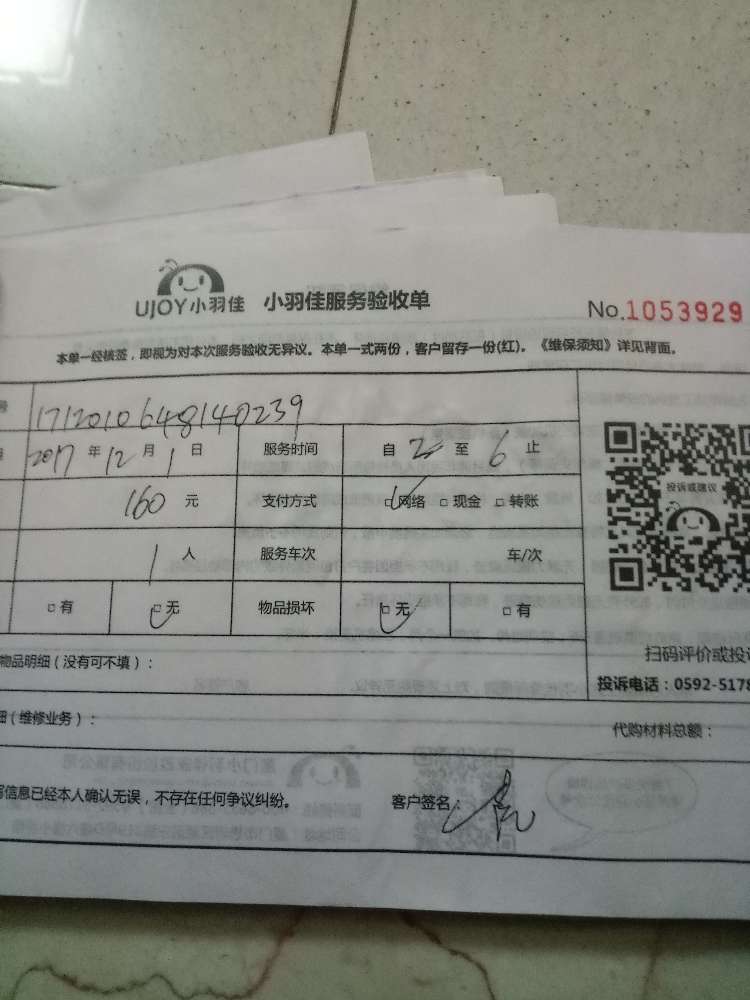 UJOY小羽佳 小羽佳服务验收单 No.1053929
本单一经核签，即视为对本次服务验收无异议。本单一式两份，客户留存一份(红)。《维保须知》详见背面。
号 1712010648140239
2017 年 12 月 1 日 服务时间 自 2 至 6 止
160 元 支付方式 □网络 □现金 □转账
投诉或建议
1 人 服务车次 车/次
□有 □无 物品损坏 □无 □有
物品明细（没有可不填）：
扫码评价或投诉
投诉电话：0592-5178
细（维修业务）： 代购材料总额：
写信息已经本人确认无误，不存在任何争议纠纷。 客户签名：